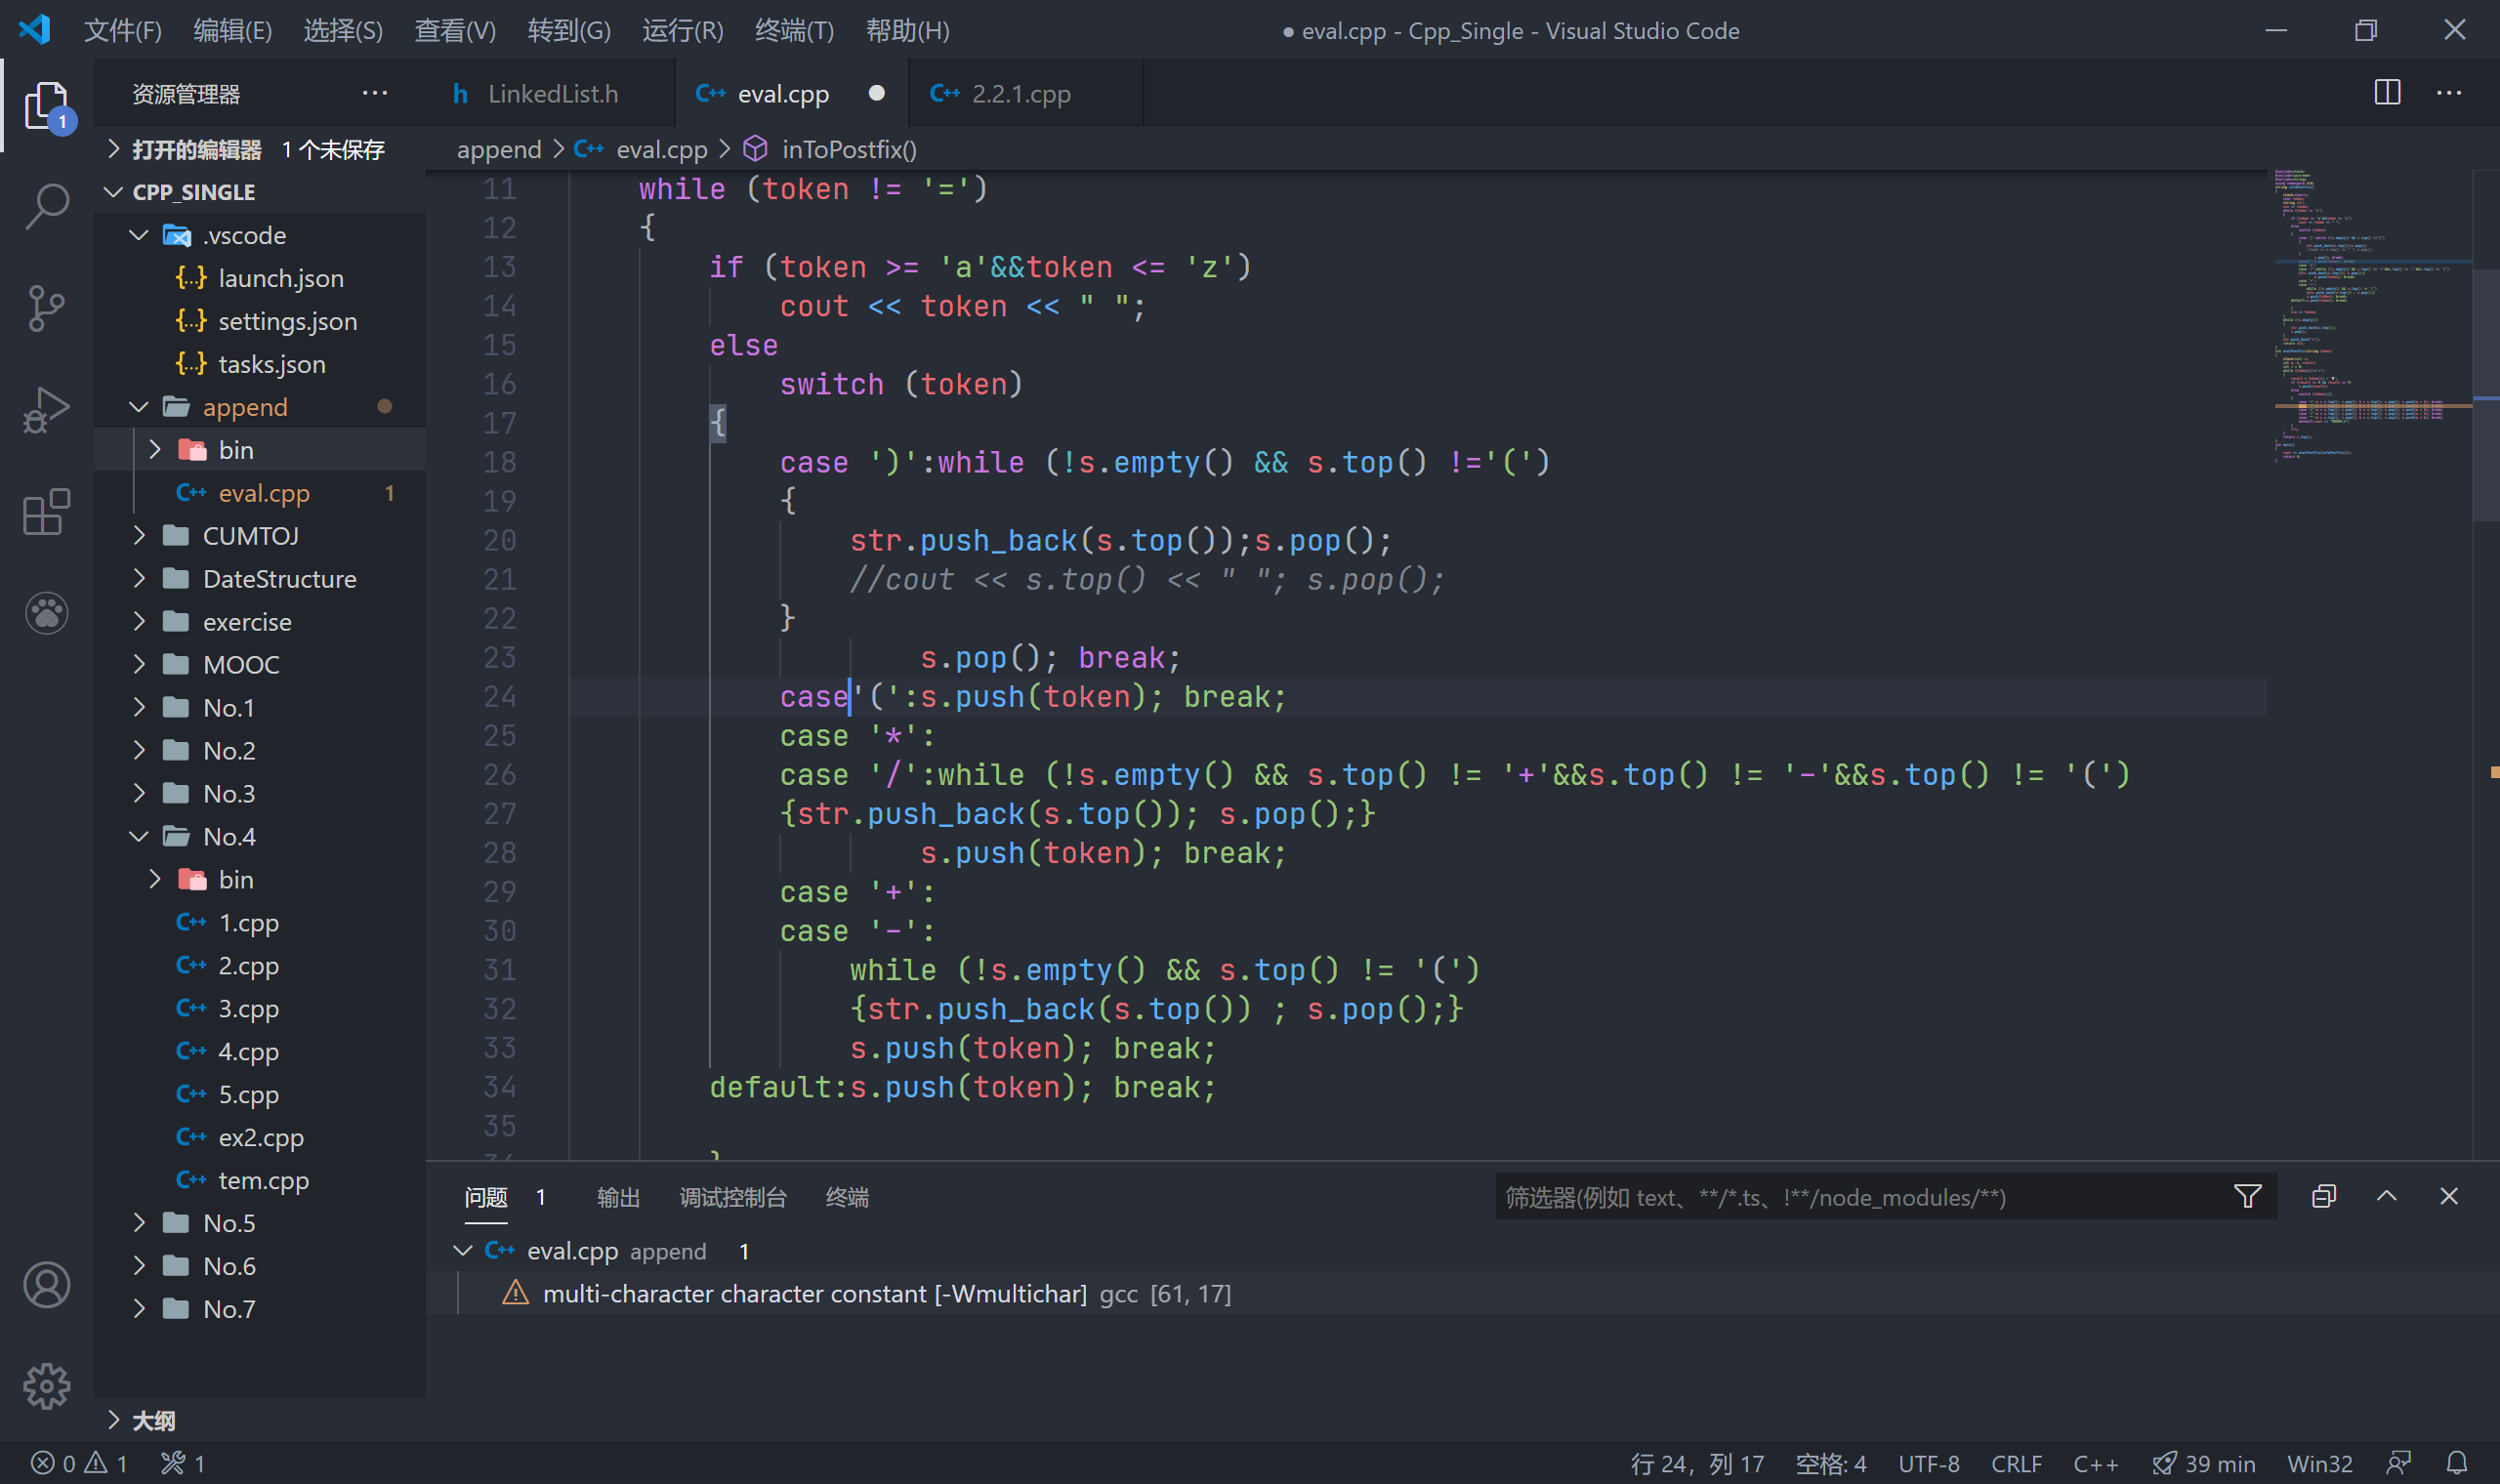 文件(F) 编辑(E) 选择(S) 查看(V) 转到(G) 运行(R) 终端(T) 帮助(H)
● eval.cpp - Cpp_Single - Visual Studio Code
资源管理器 ···
1
打开的编辑器 1 个未保存
CPP_SINGLE
.vscode
{..} launch.json
{..} settings.json
{..} tasks.json
append
bin
C++ eval.cpp 1
CUMTOJ
DateStructure
exercise
MOOC
No.1
No.2
No.3
No.4
bin
C++ 1.cpp
C++ 2.cpp
C++ 3.cpp
C++ 4.cpp
C++ 5.cpp
C++ ex2.cpp
C++ tem.cpp
No.5
No.6
No.7
大纲
h LinkedList.h
C++ eval.cpp ●
C++ 2.2.1.cpp
append > C++ eval.cpp > inToPostfix()
11 while (token != '=')
12 {
13 if (token >= 'a'&&token <= 'z')
14 cout << token << " ";
15 else
16 switch (token)
17 {
18 case ')':while (!s.empty() && s.top() !='(')
19 {
20 str.push_back(s.top());s.pop();
21 //cout << s.top() << " "; s.pop();
22 }
23 s.pop(); break;
24 case'(':s.push(token); break;
25 case '*':
26 case '/':while (!s.empty() && s.top() != '+'&&s.top() != '-'&&s.top() != '(')
27 {str.push_back(s.top()); s.pop();}
28 s.push(token); break;
29 case '+':
30 case '-':
31 while (!s.empty() && s.top() != '(')
32 {str.push_back(s.top()) ; s.pop();}
33 s.push(token); break;
34 default:s.push(token); break;
35
问题 1 输出 调试控制台 终端
筛选器(例如 text、**/*.ts、!**/node_modules/**)
C++ eval.cpp append 1
multi-character character constant [-Wmultichar] gcc [61, 17]
0 1 1
行 24，列 17 空格: 4 UTF-8 CRLF C++ 39 min Win32